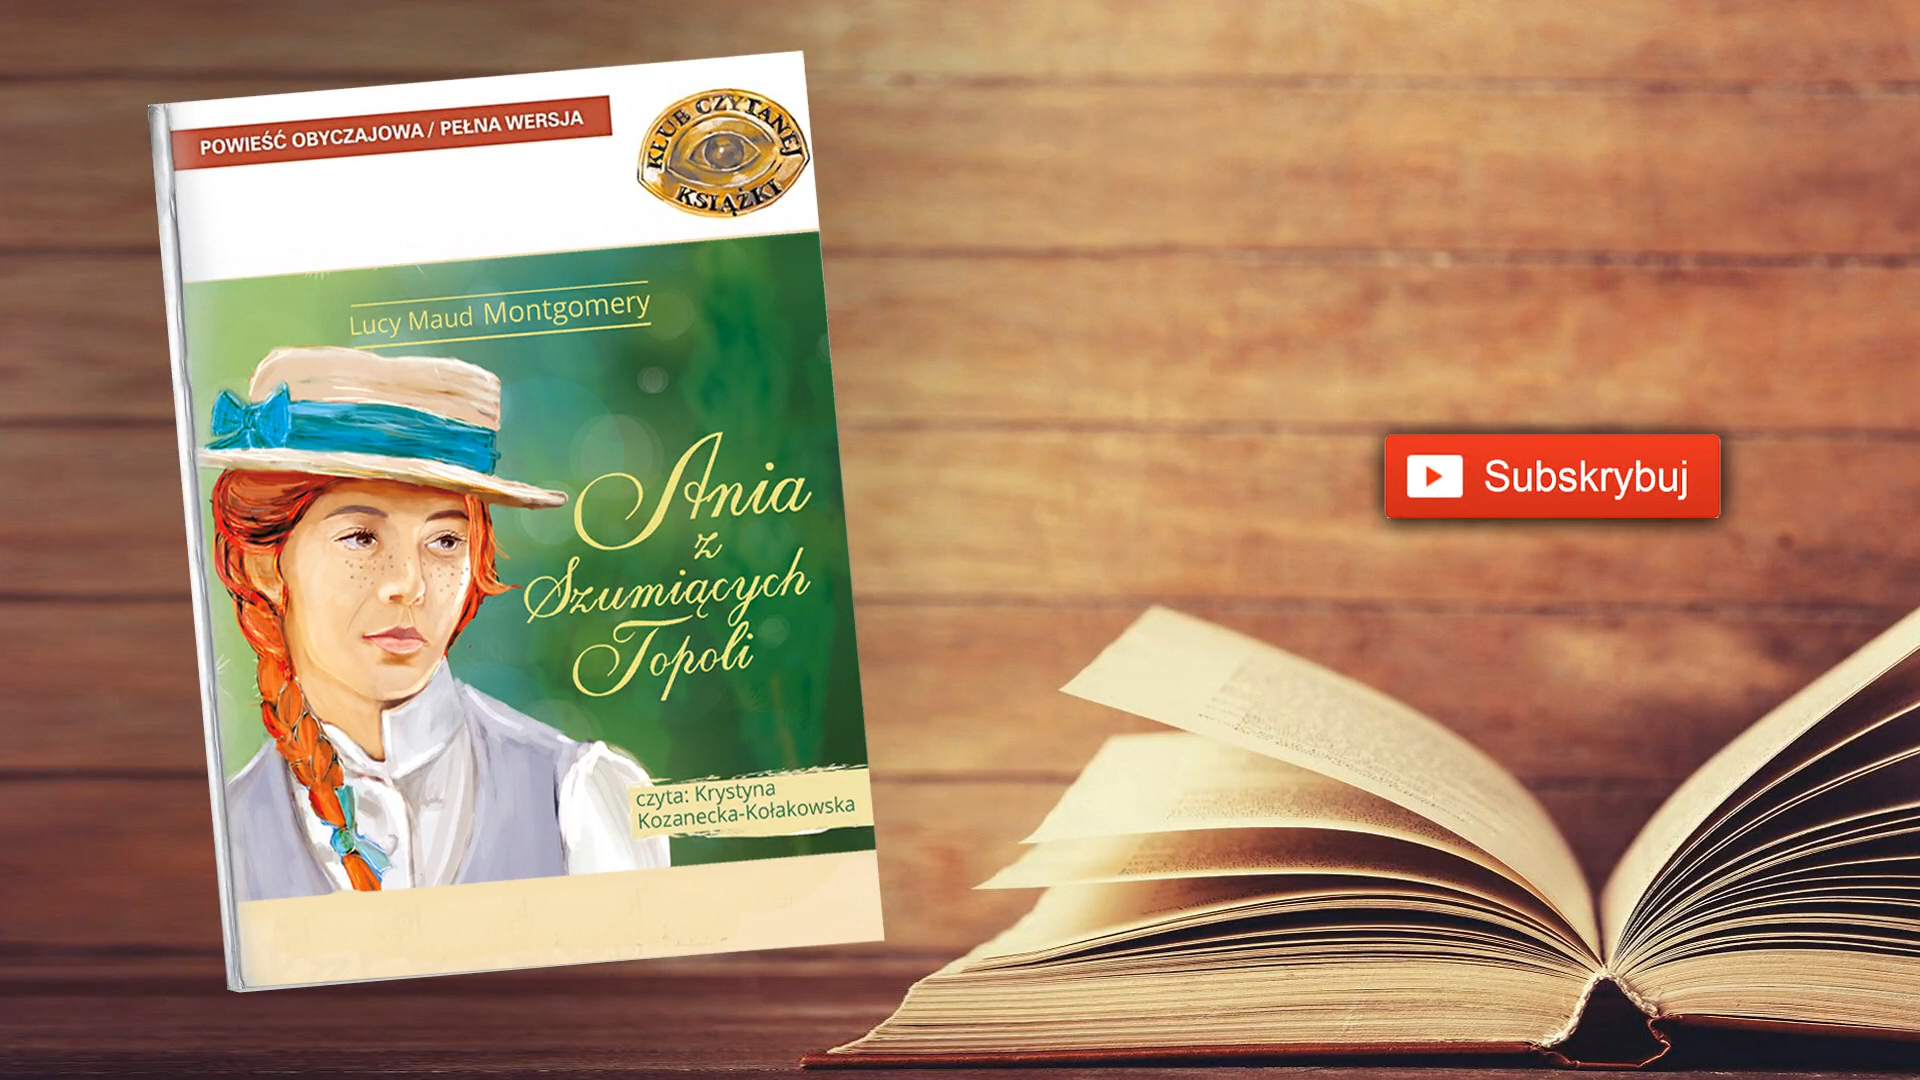 POWIEŚĆ OBYCZAJOWA / PEŁNA WERSJA
KLUB CZYTANEJ
KSIĄŻKI
Lucy Maud Montgomery
Ania
z
Szumiących
Topoli
czyta: Krystyna
Kozanecka-Kołakowska
Subskrybuj